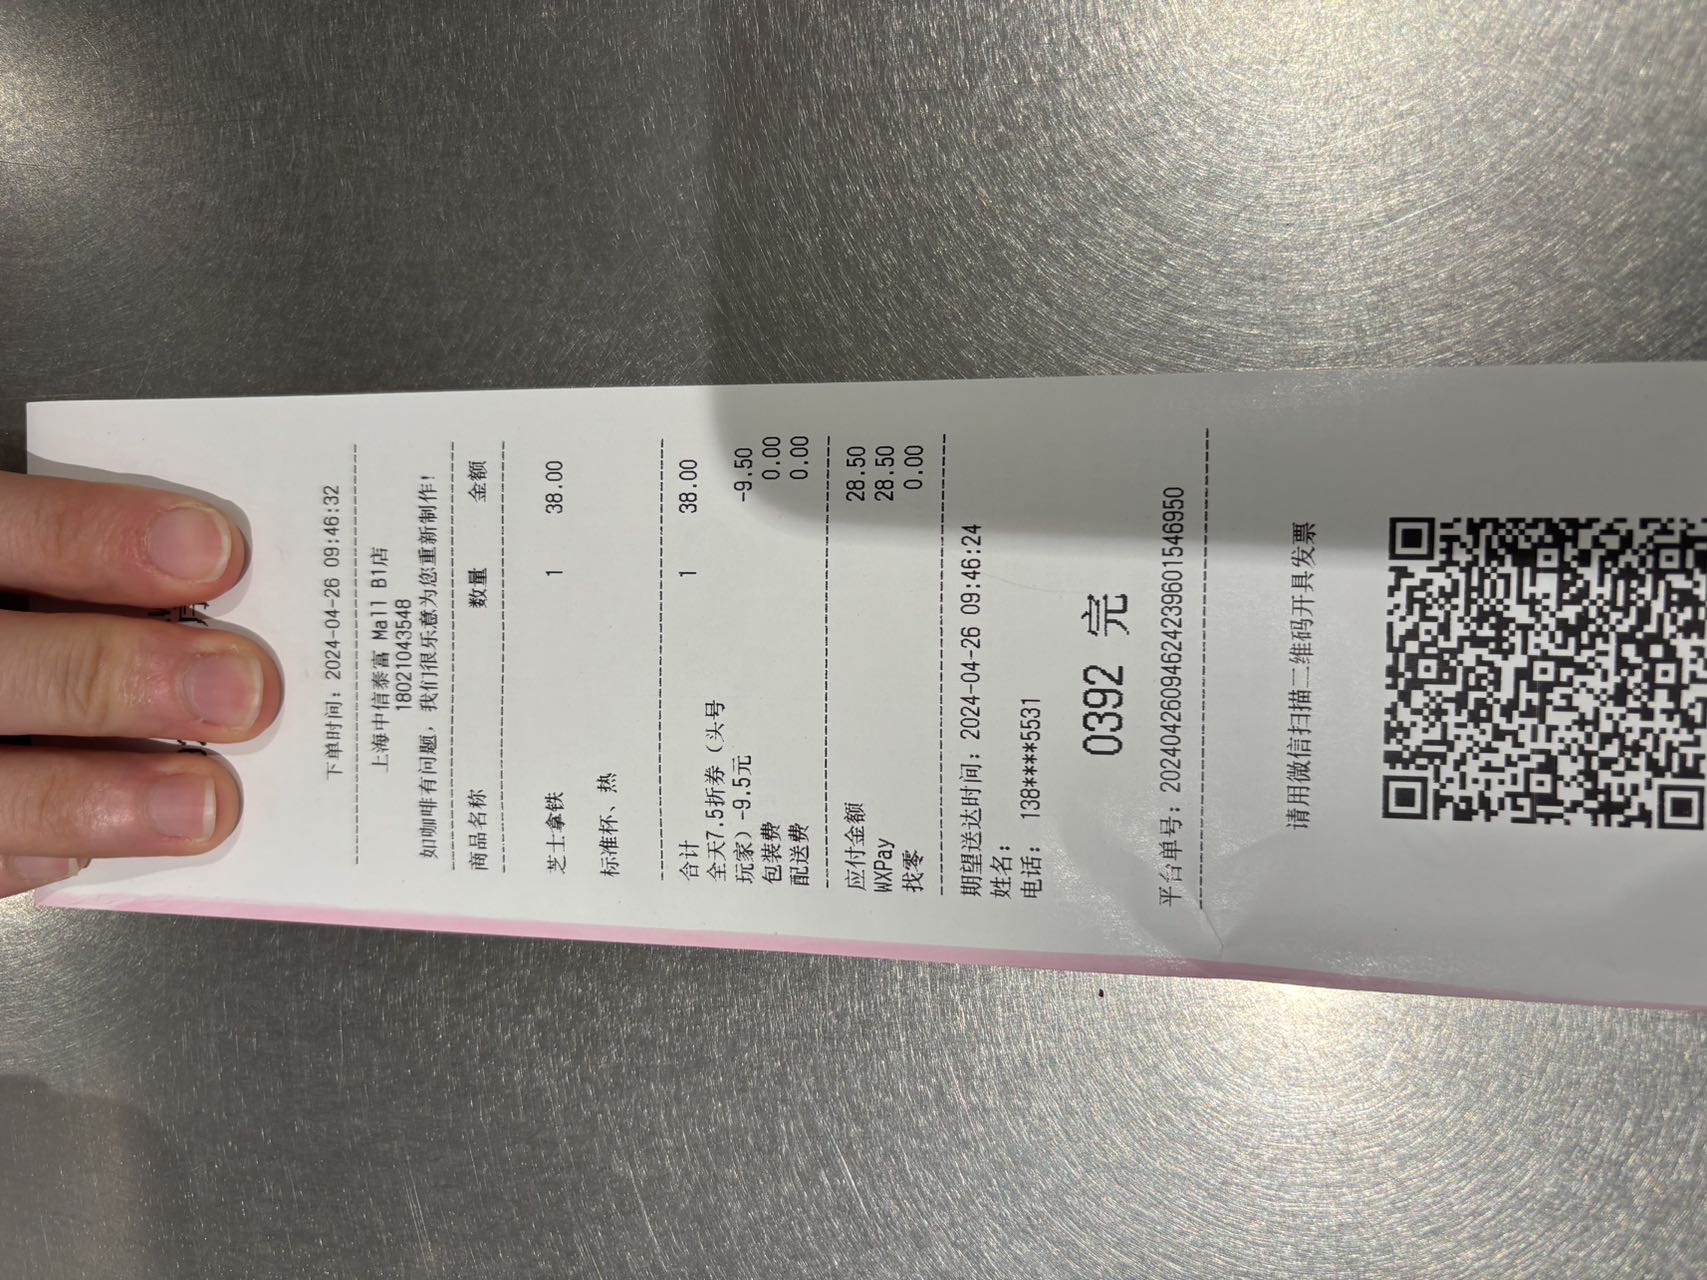 下单时间：2024-04-26 09:46:32
上海中信泰富 Mall B1店
18021043548
如咖啡有问题，我们很乐意为您重新制作！
商品名称 数量 金额
芝士拿铁 1 38.00
标准杯、热
合计 1 38.00
全天7.5折券（头号
玩家）-9.5元 -9.50
包装费 0.00
配送费 0.00
应付金额 28.50
WXPay 28.50
找零 0.00
期望送达时间：2024-04-26 09:46:24
姓名：
电话： 138****5531
0392 完
平台单号：20240426094624239601546950
请用微信扫描二维码开具发票